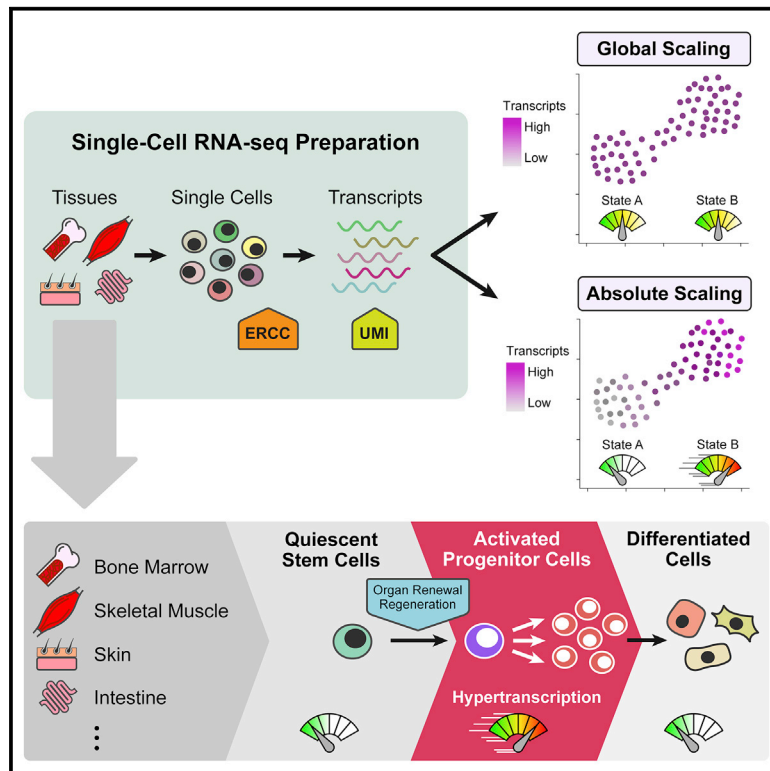 Single-Cell RNA-seq Preparation
Tissues
Single Cells
Transcripts
ERCC
UMI
Global Scaling
Transcripts
High
Low
State A
State B
Absolute Scaling
Transcripts
High
Low
State A
State B
Bone Marrow
Skeletal Muscle
Skin
Intestine
Quiescent
Stem Cells
Organ Renewal
Regeneration
Activated
Progenitor Cells
Hypertranscription
Differentiated
Cells